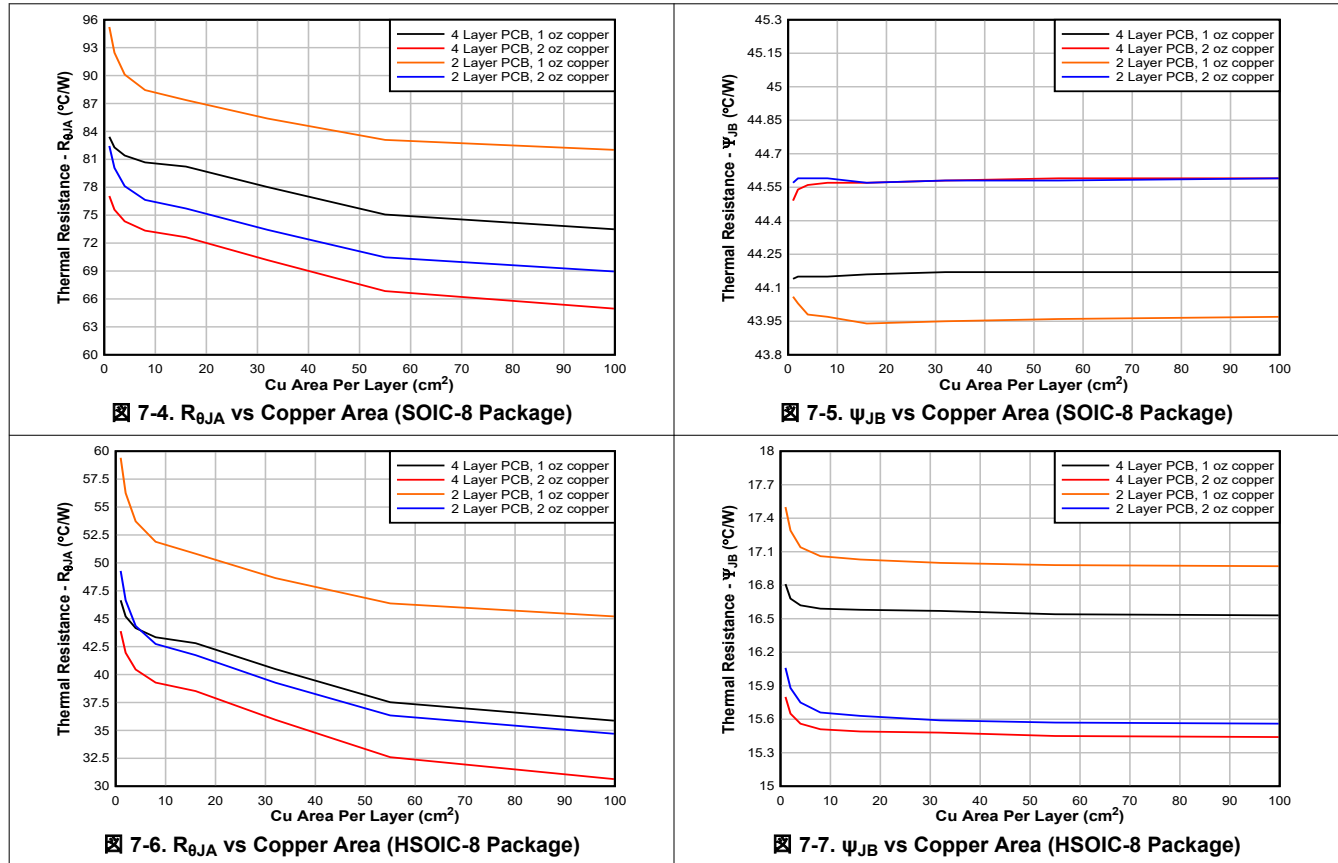 96
93
90
87
84
81
78
75
72
69
66
63
60
Thermal Resistance - RθJA (°C/W)
4 Layer PCB, 1 oz copper
4 Layer PCB, 2 oz copper
2 Layer PCB, 1 oz copper
2 Layer PCB, 2 oz copper
0 10 20 30 40 50 60 70 80 90 100
Cu Area Per Layer (cm²)
図 7-4. RθJA vs Copper Area (SOIC-8 Package)
45.3
45.15
45
44.85
44.7
44.55
44.4
44.25
44.1
43.95
43.8
Thermal Resistance - ΨJB (°C/W)
4 Layer PCB, 1 oz copper
4 Layer PCB, 2 oz copper
2 Layer PCB, 1 oz copper
2 Layer PCB, 2 oz copper
0 10 20 30 40 50 60 70 80 90 100
Cu Area Per Layer (cm²)
図 7-5. ψJB vs Copper Area (SOIC-8 Package)
60
57.5
55
52.5
50
47.5
45
42.5
40
37.5
35
32.5
30
Thermal Resistance - RθJA (°C/W)
4 Layer PCB, 1 oz copper
4 Layer PCB, 2 oz copper
2 Layer PCB, 1 oz copper
2 Layer PCB, 2 oz copper
0 10 20 30 40 50 60 70 80 90 100
Cu Area Per Layer (cm²)
図 7-6. RθJA vs Copper Area (HSOIC-8 Package)
18
17.7
17.4
17.1
16.8
16.5
16.2
15.9
15.6
15.3
15
Thermal Resistance - ΨJB (°C/W)
4 Layer PCB, 1 oz copper
4 Layer PCB, 2 oz copper
2 Layer PCB, 1 oz copper
2 Layer PCB, 2 oz copper
0 10 20 30 40 50 60 70 80 90 100
Cu Area Per Layer (cm²)
図 7-7. ψJB vs Copper Area (HSOIC-8 Package)